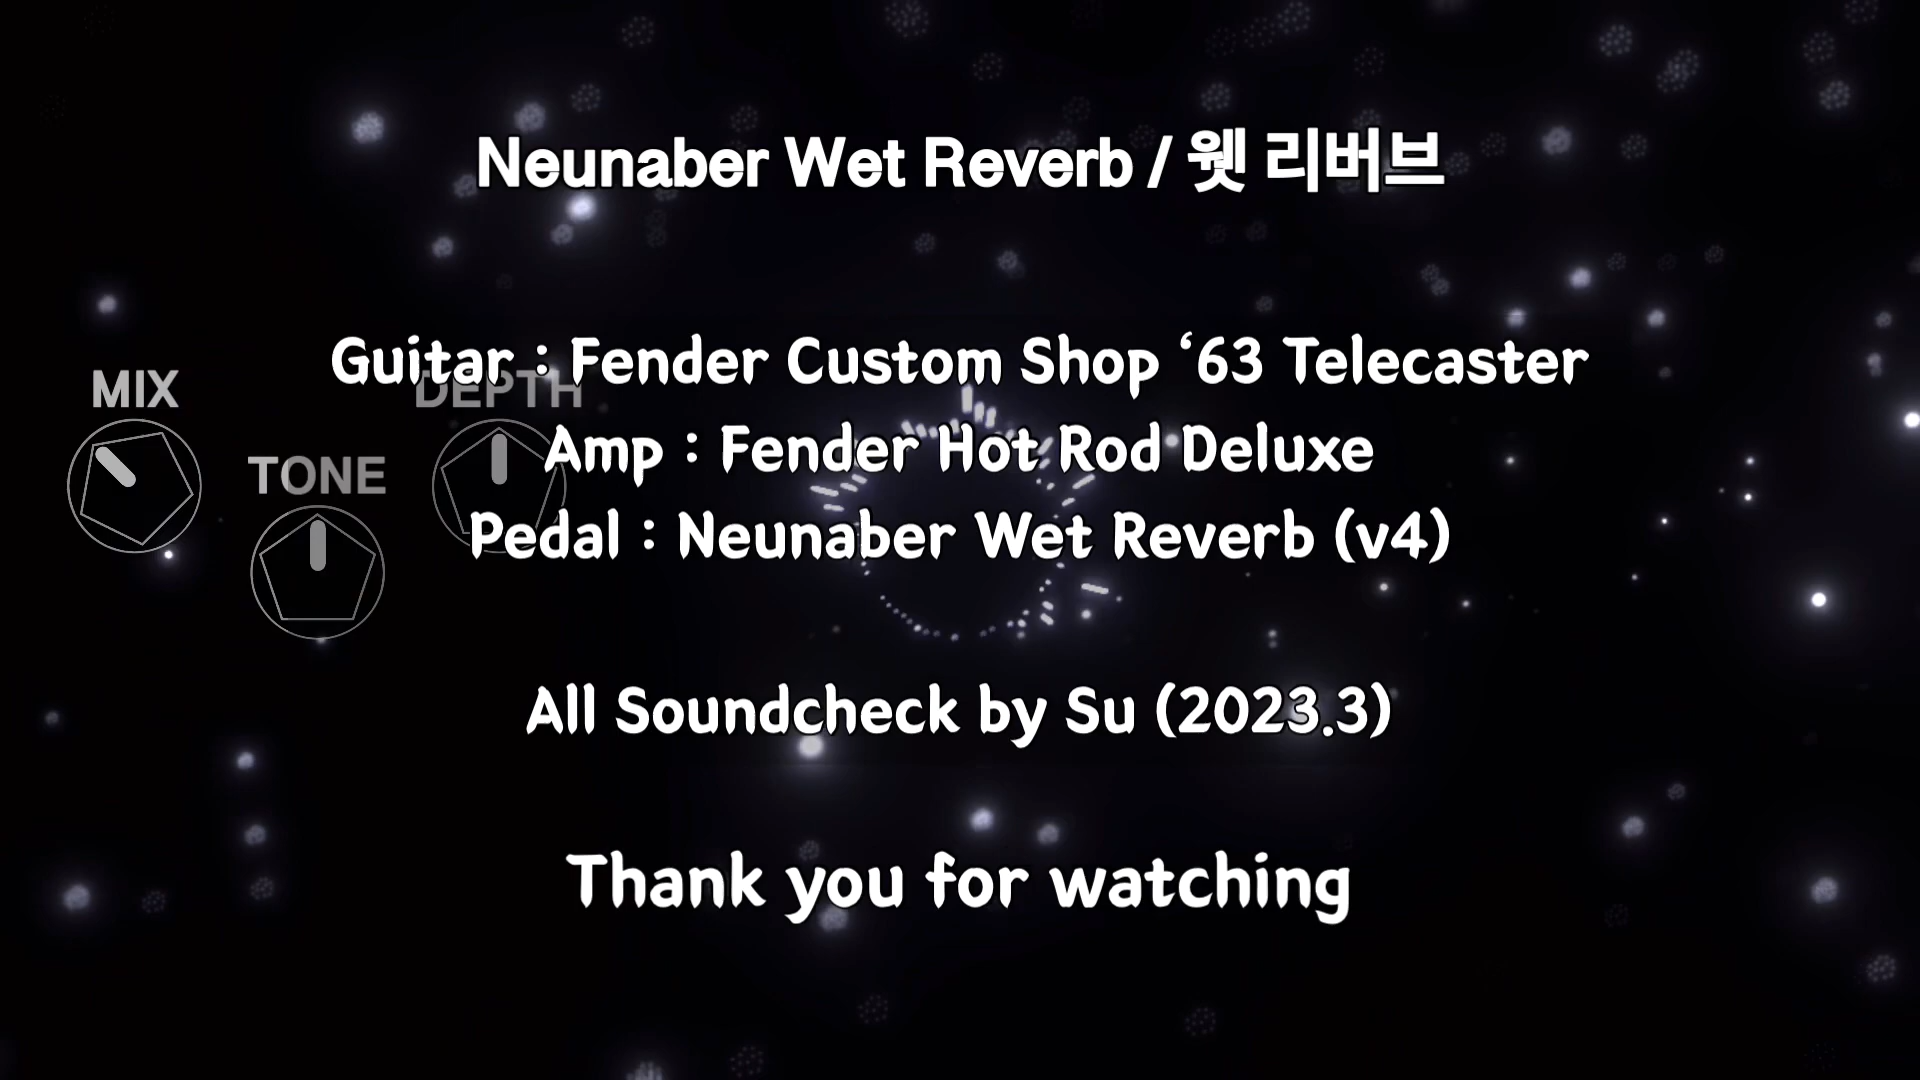 Neunaber Wet Reverb / 웻 리버브
Guitar : Fender Custom Shop ‘63 Telecaster
MIX
DEPTH
Amp : Fender Hot Rod Deluxe
TONE
Pedal : Neunaber Wet Reverb (v4)
All Soundcheck by Su (2023.3)
Thank you for watching